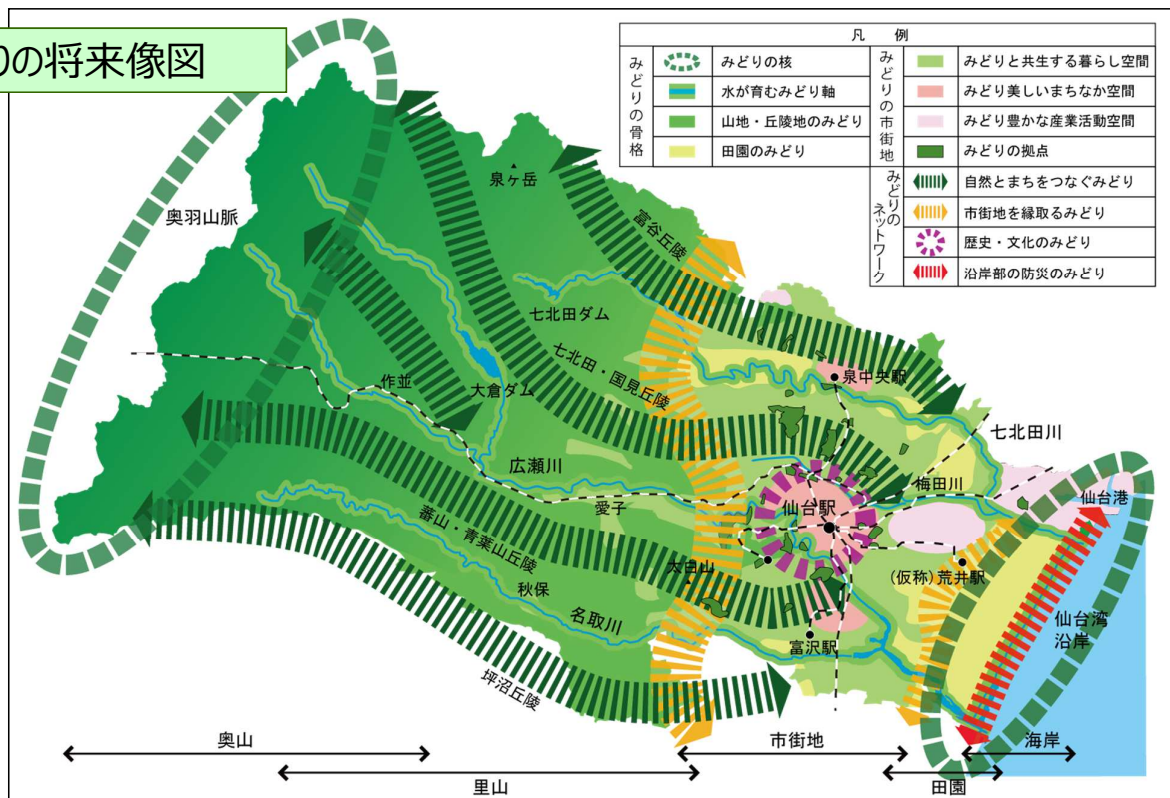 の将来像図
凡 例
みどりの骨格
みどりの核
水が育むみどり軸
山地・丘陵地のみどり
田園のみどり
みどりの市街地
みどりと共生する暮らし空間
みどり美しいまちなか空間
みどり豊かな産業活動空間
みどりの拠点
みどりのネットワーク
自然とまちをつなぐみどり
市街地を縁取るみどり
歴史・文化のみどり
沿岸部の防災のみどり
泉ヶ岳
奥羽山脈
富谷丘陵
七北田ダム
七北田・国見丘陵
泉中央駅
作並
大倉ダム
七北田川
広瀬川
梅田川
仙台港
愛子
仙台駅
蕃山・青葉山丘陵
太白山
(仮称)荒井駅
秋保
名取川
仙台湾
沿岸
富沢駅
坪沼丘陵
奥山
市街地
海岸
里山
田園